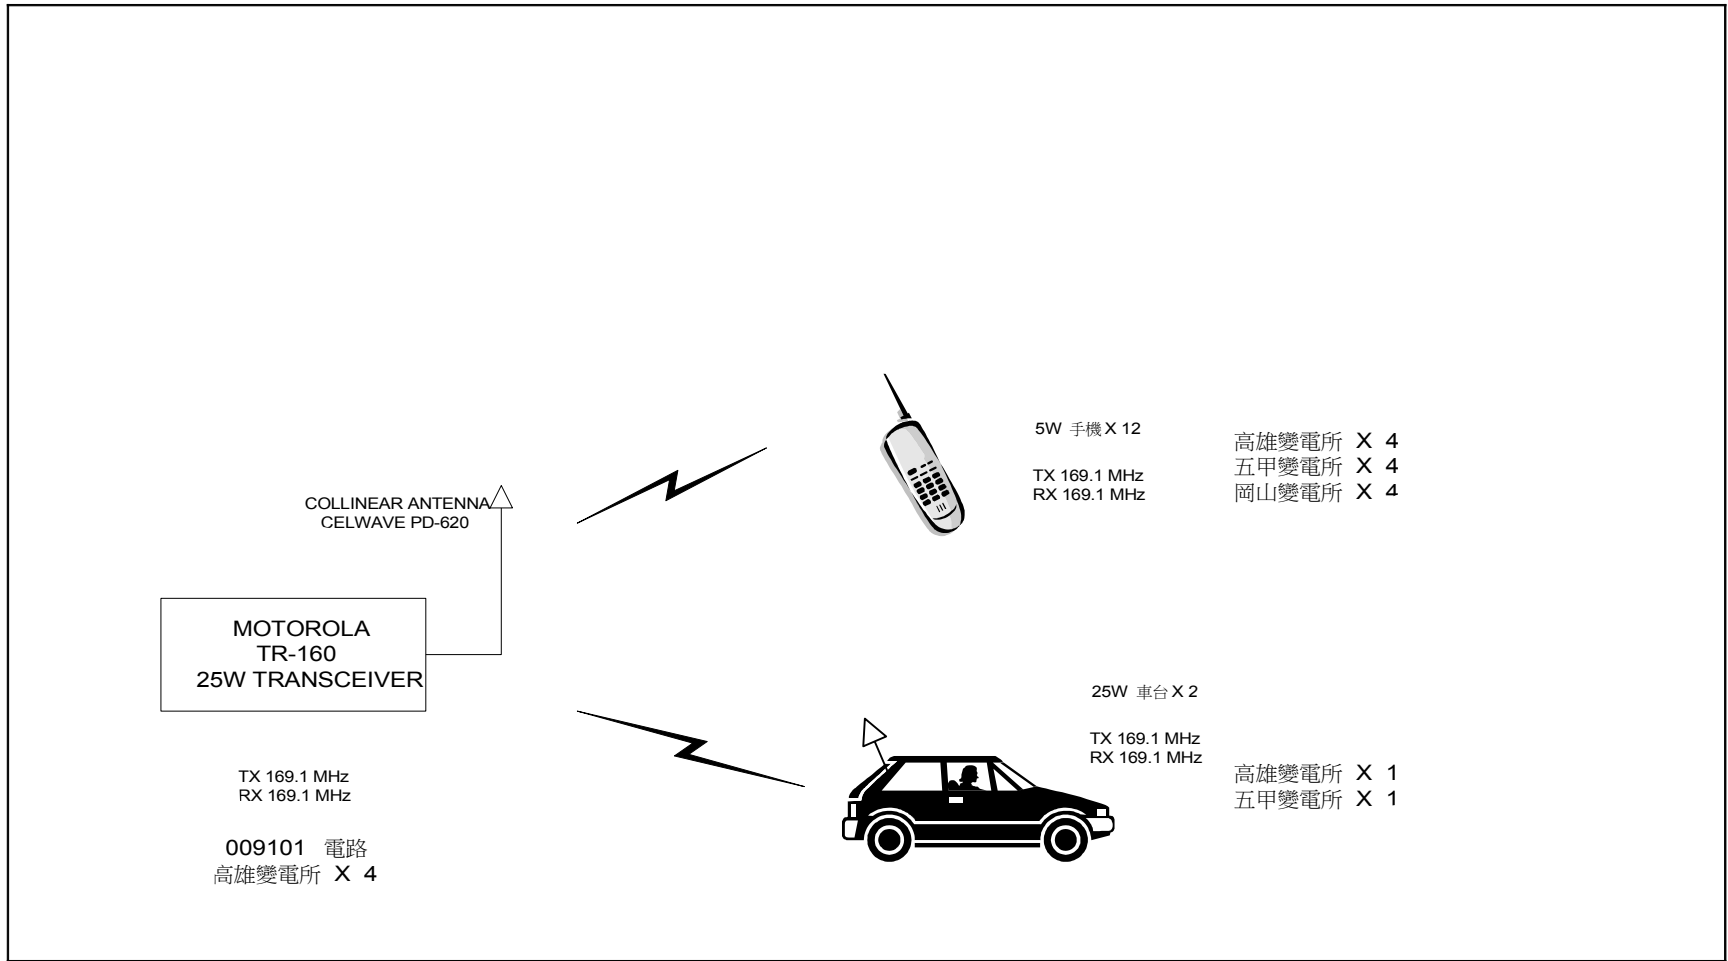 COLLINEAR ANTENNA
CELWAVE PD-620
MOTOROLA
TR-160
25W TRANSCEIVER
TX 169.1 MHz
RX 169.1 MHz
009101 電路
高雄變電所 X 4
5W 手機 X 12
TX 169.1 MHz
RX 169.1 MHz
高雄變電所 X 4
五甲變電所 X 4
岡山變電所 X 4
25W 車台 X 2
TX 169.1 MHz
RX 169.1 MHz
高雄變電所 X 1
五甲變電所 X 1